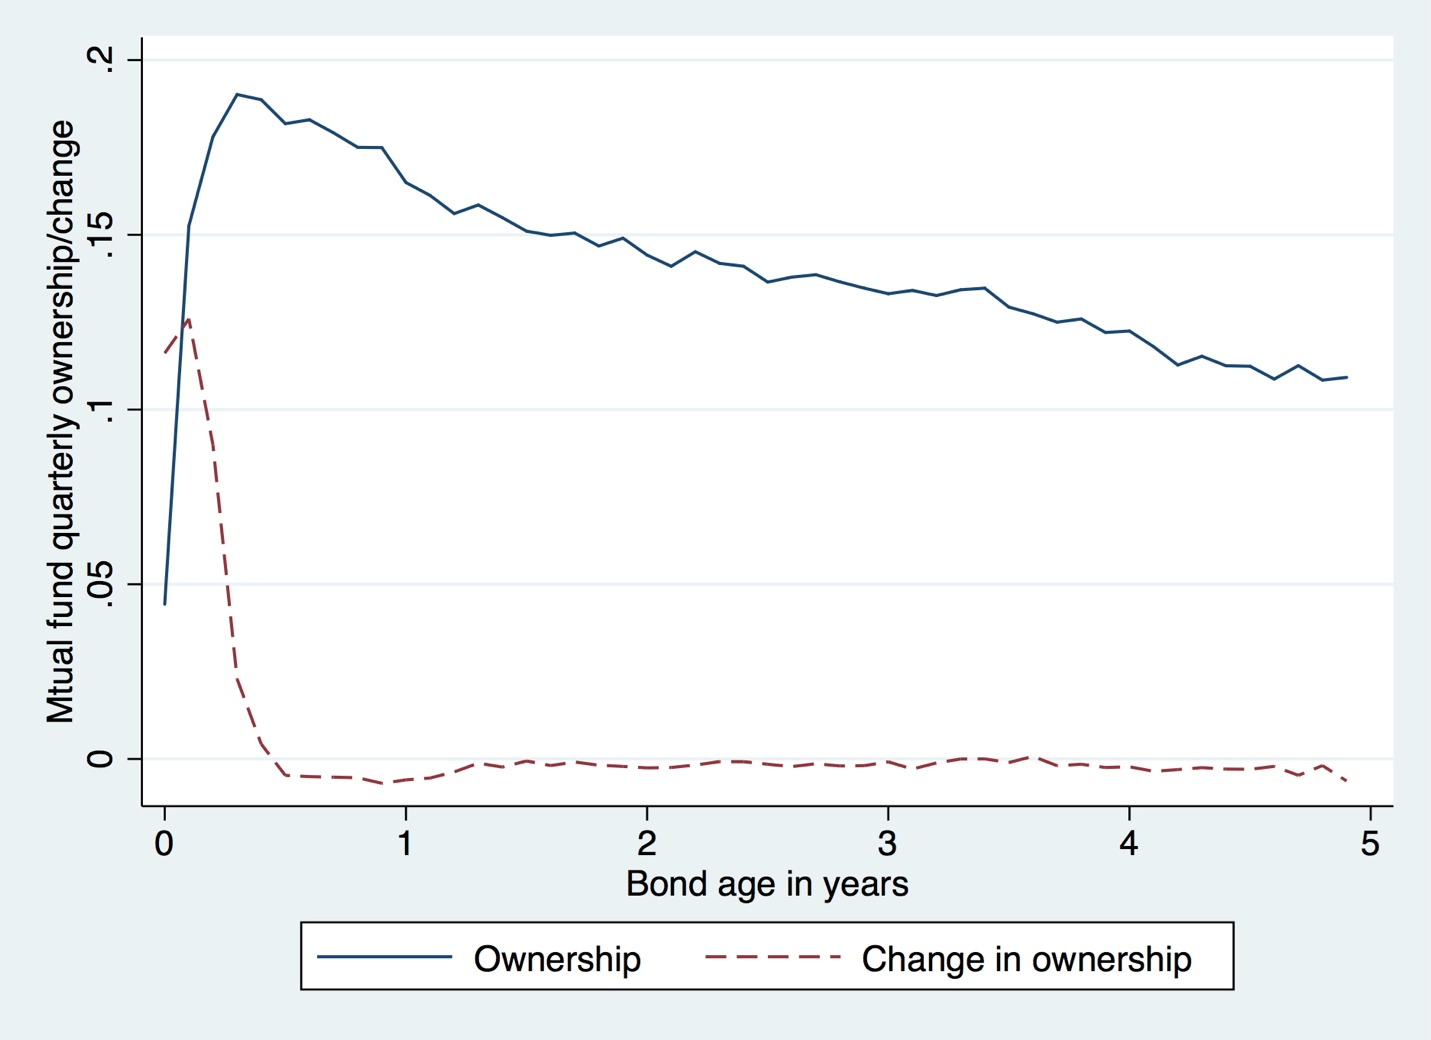 Mtual fund quarterly ownership/change
.2
.15
.1
.05
0
0 1 2 3 4 5
Bond age in years
Ownership Change in ownership